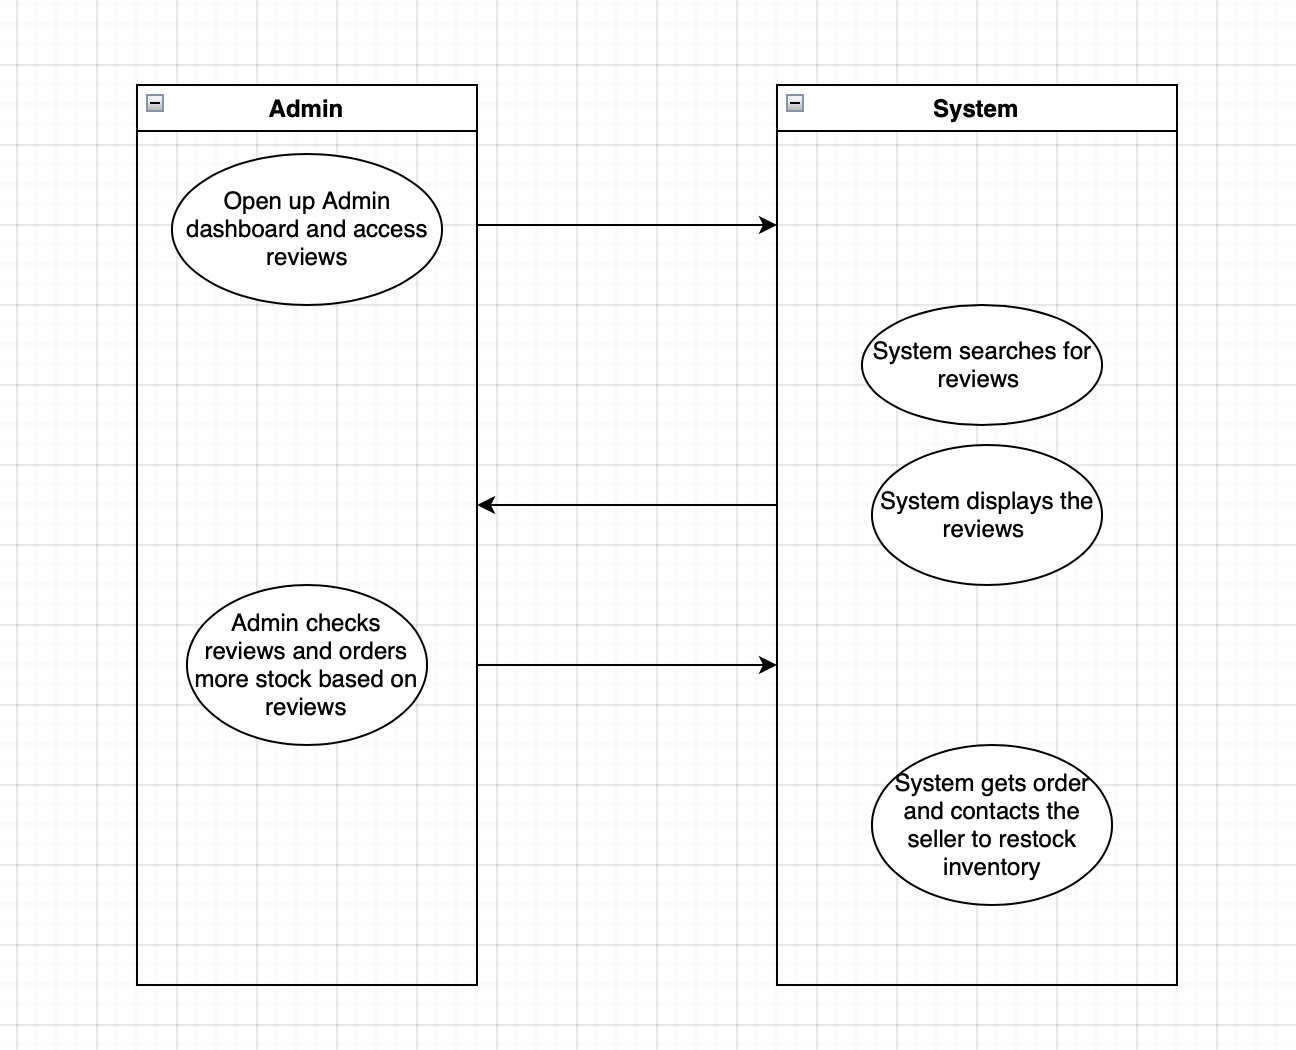 Admin
Open up Admin
dashboard and access
reviews
Admin checks
reviews and orders
more stock based on
reviews
System
System searches for
reviews
System displays the
reviews
System gets order
and contacts the
seller to restock
inventory